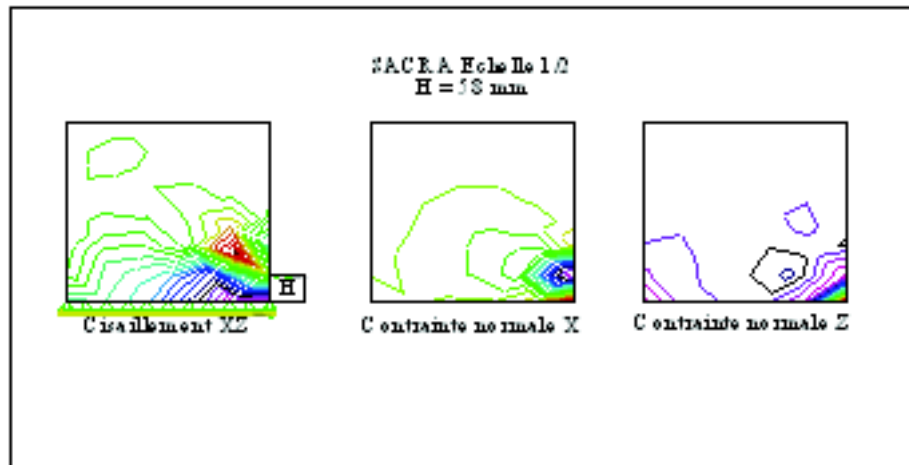 SACRA Echelle 1/2
H = 58 mm
H
Cisaillement XZ
Contrainte normale X
Contrainte normale Z